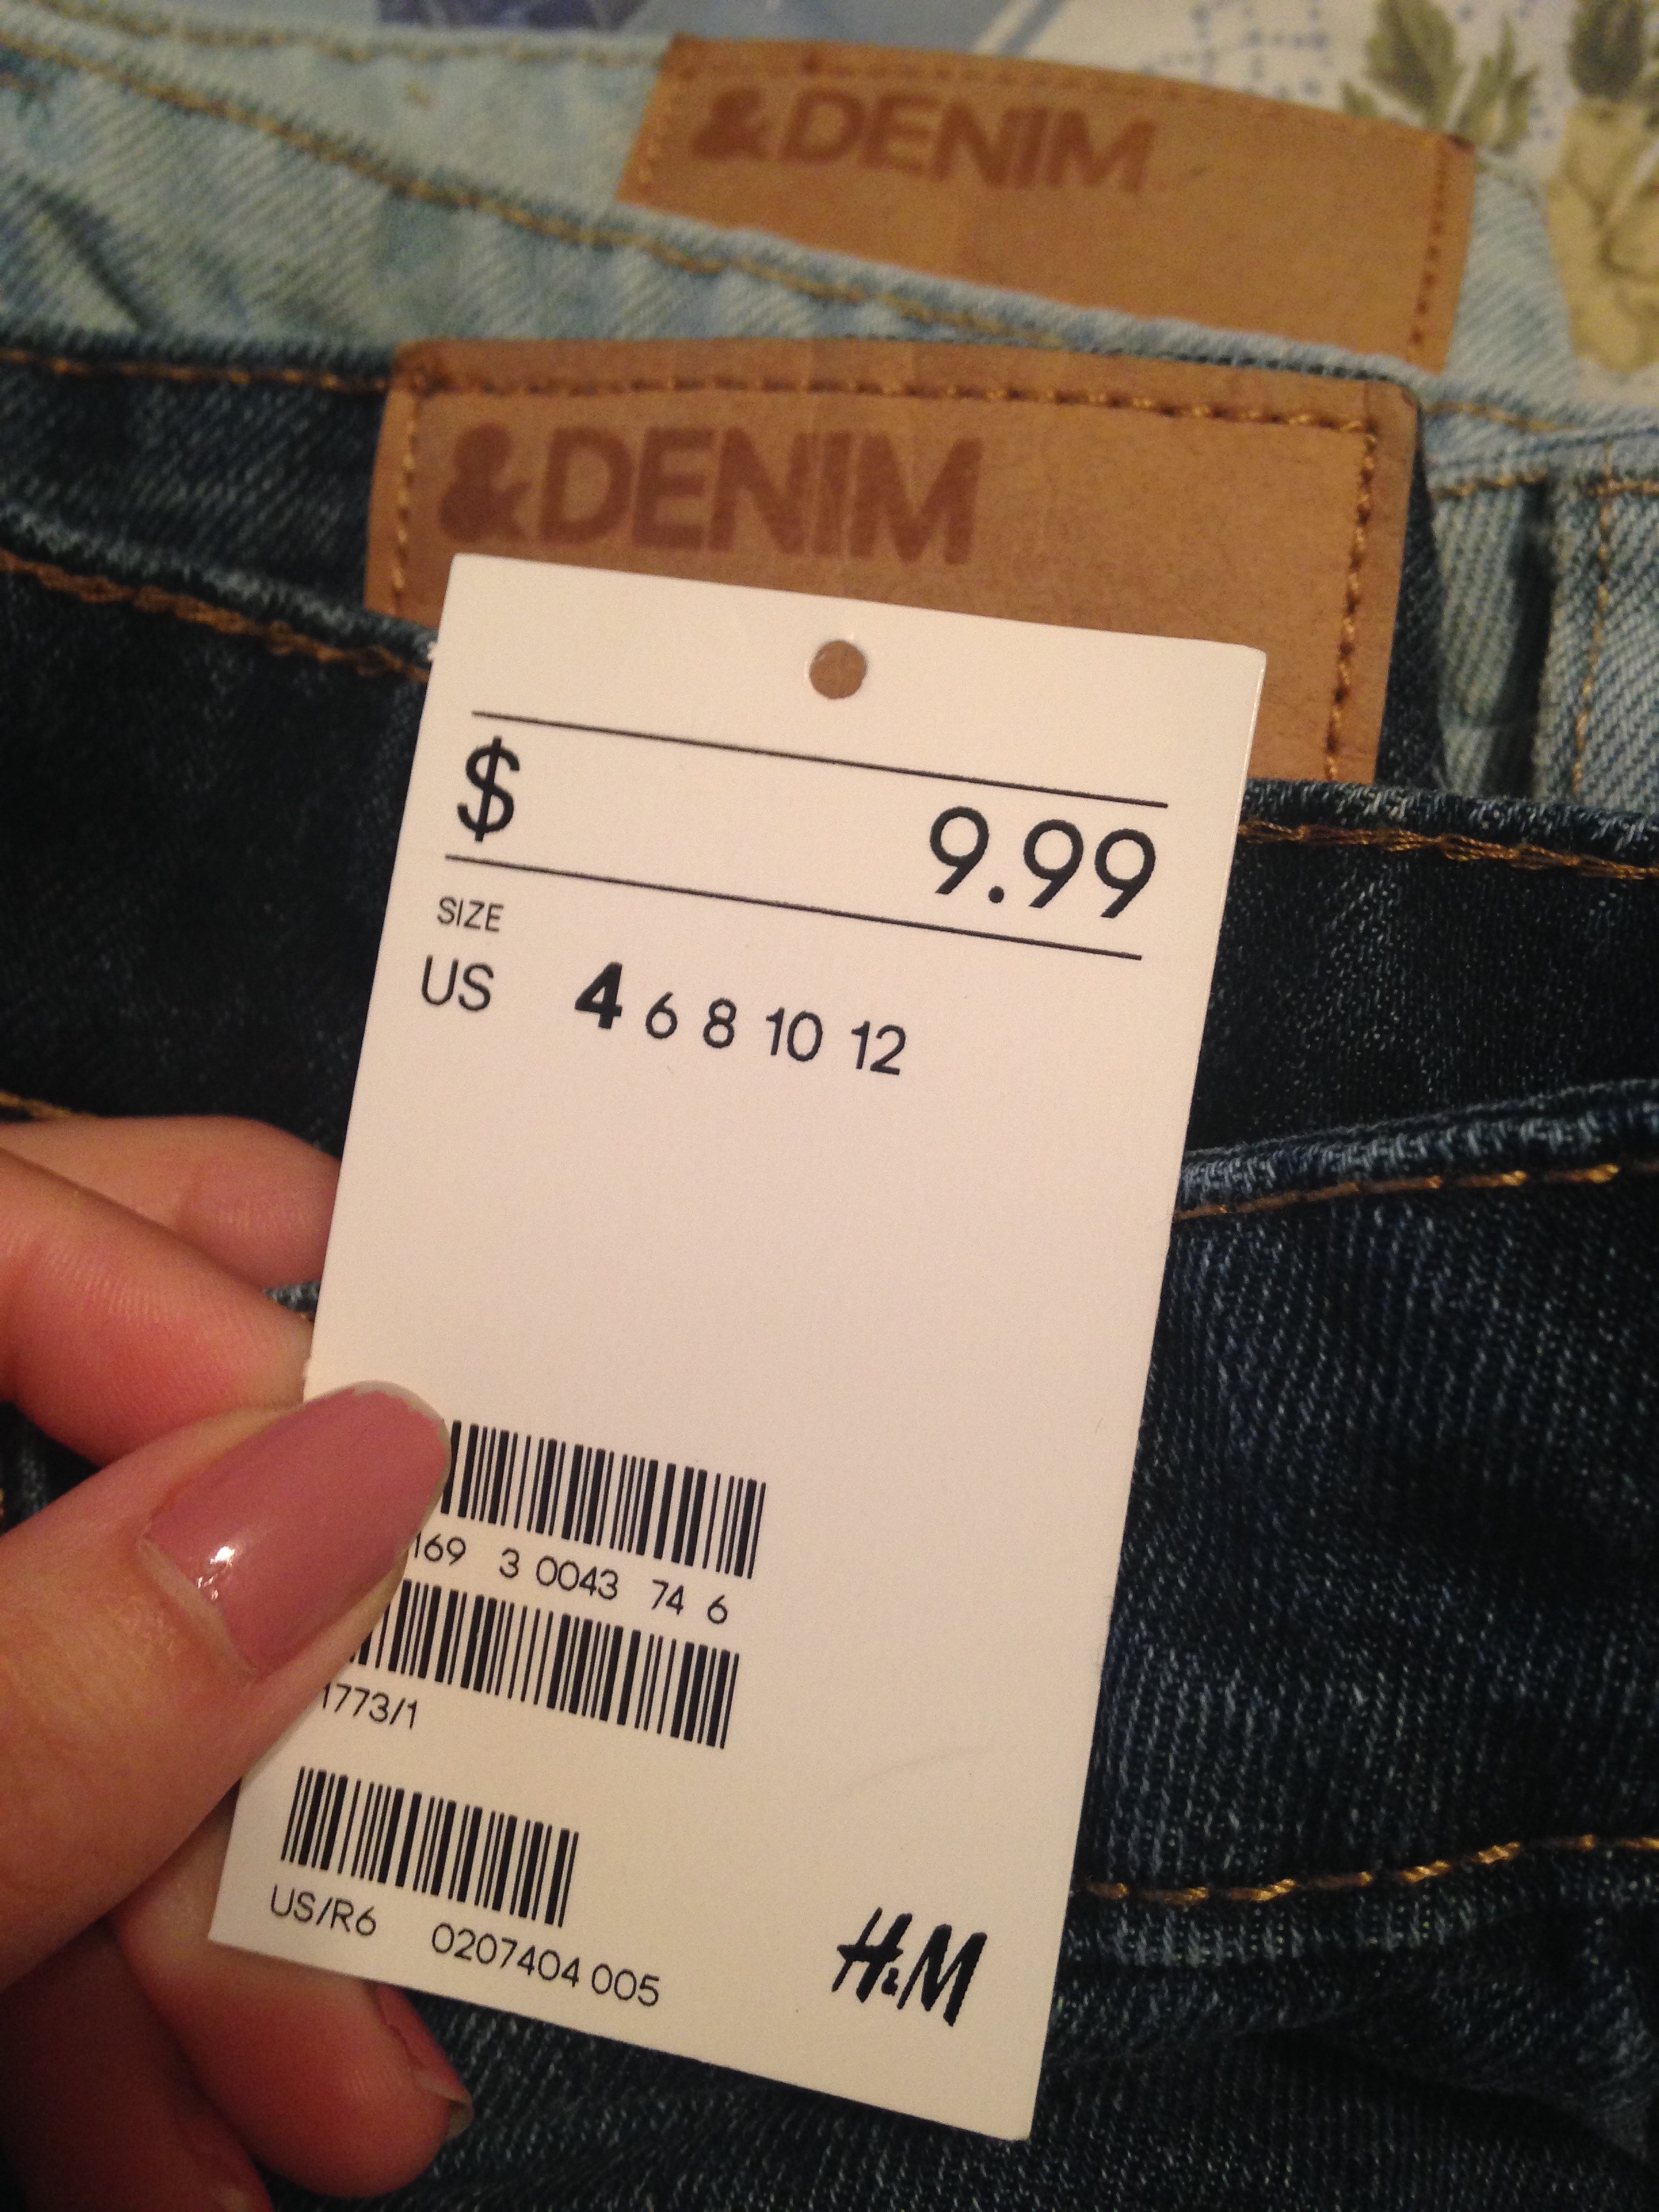 &DENIM
&DENIM
$ 9.99
SIZE
US 4 6 8 10 12
169 3 0043 74 6
1773/1
US/R6 0207404 005
H&M